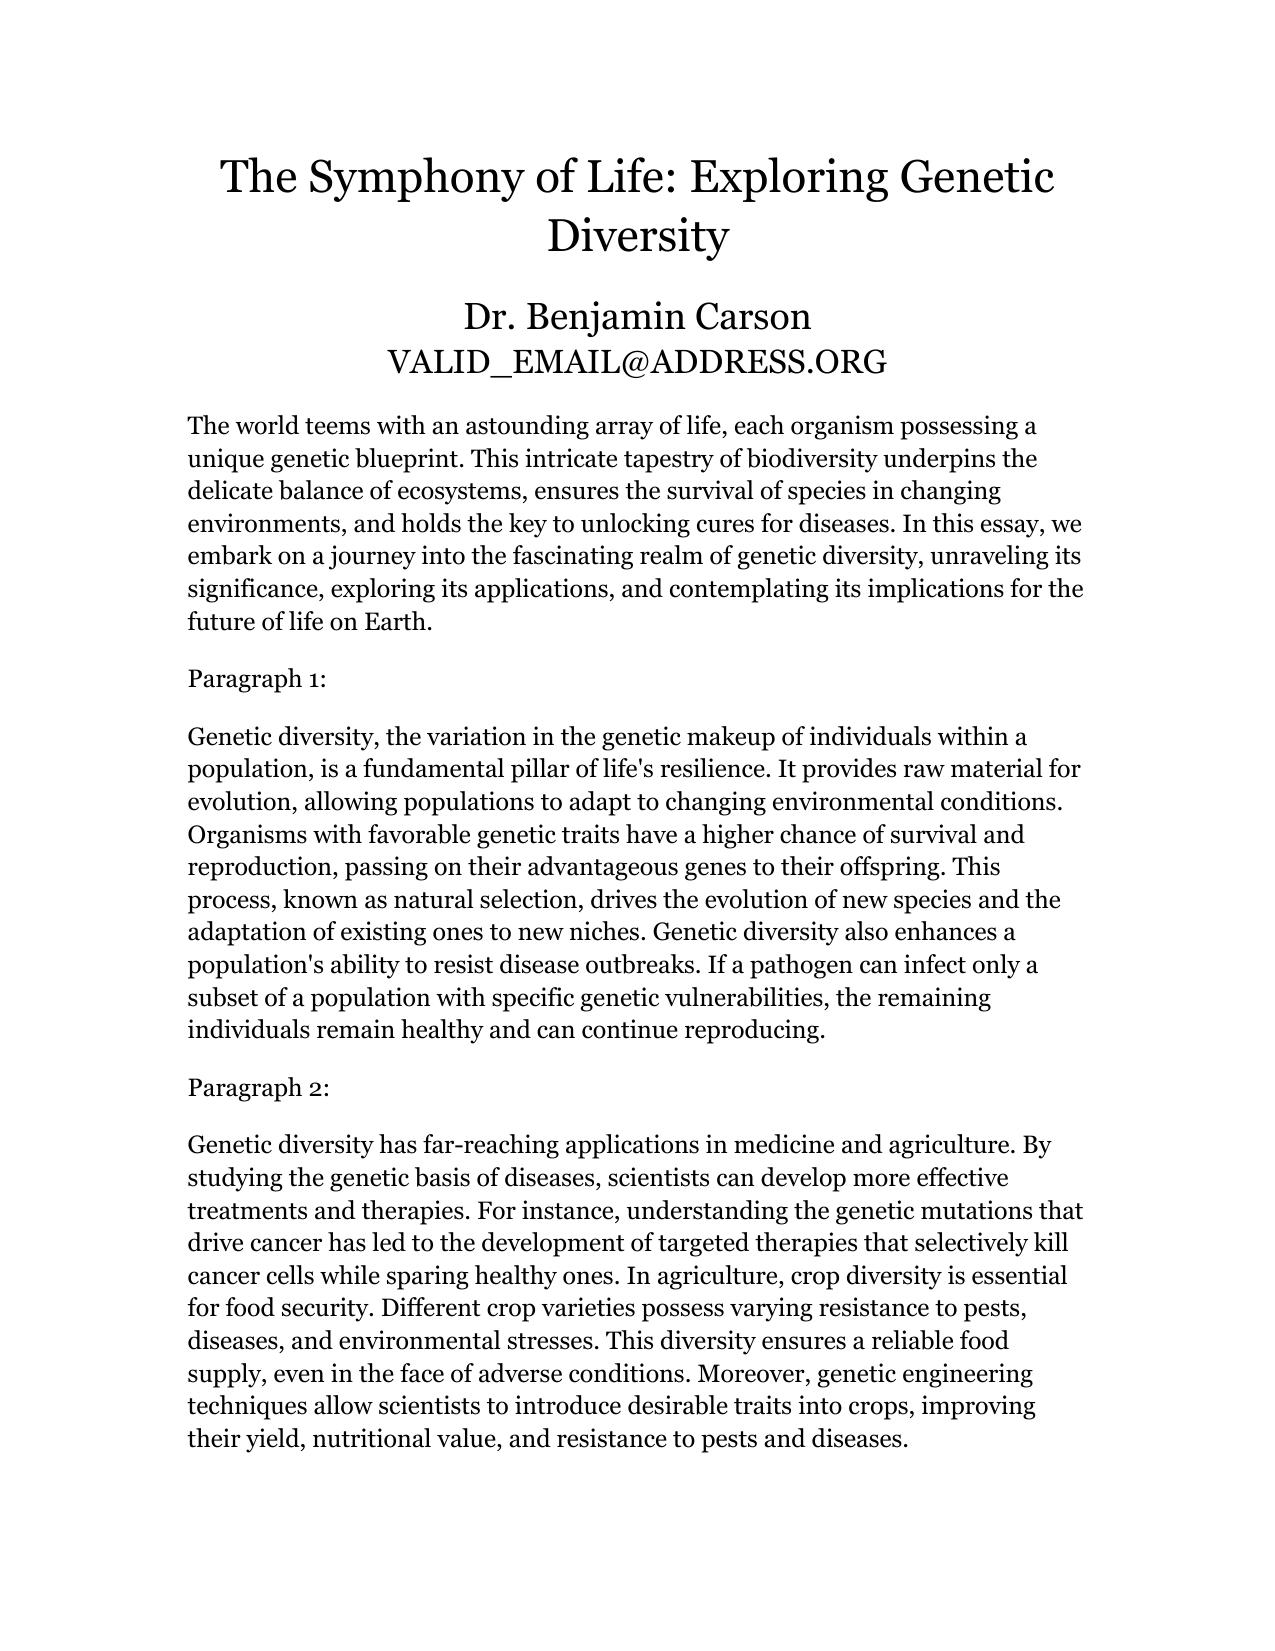 The Symphony of Life: Exploring Genetic
Diversity
Dr. Benjamin Carson
VALID_EMAIL@ADDRESS.ORG
The world teems with an astounding array of life, each organism possessing a
unique genetic blueprint. This intricate tapestry of biodiversity underpins the
delicate balance of ecosystems, ensures the survival of species in changing
environments, and holds the key to unlocking cures for diseases. In this essay, we
embark on a journey into the fascinating realm of genetic diversity, unraveling its
significance, exploring its applications, and contemplating its implications for the
future of life on Earth.
Paragraph 1:
Genetic diversity, the variation in the genetic makeup of individuals within a
population, is a fundamental pillar of life's resilience. It provides raw material for
evolution, allowing populations to adapt to changing environmental conditions.
Organisms with favorable genetic traits have a higher chance of survival and
reproduction, passing on their advantageous genes to their offspring. This
process, known as natural selection, drives the evolution of new species and the
adaptation of existing ones to new niches. Genetic diversity also enhances a
population's ability to resist disease outbreaks. If a pathogen can infect only a
subset of a population with specific genetic vulnerabilities, the remaining
individuals remain healthy and can continue reproducing.
Paragraph 2:
Genetic diversity has far-reaching applications in medicine and agriculture. By
studying the genetic basis of diseases, scientists can develop more effective
treatments and therapies. For instance, understanding the genetic mutations that
drive cancer has led to the development of targeted therapies that selectively kill
cancer cells while sparing healthy ones. In agriculture, crop diversity is essential
for food security. Different crop varieties possess varying resistance to pests,
diseases, and environmental stresses. This diversity ensures a reliable food
supply, even in the face of adverse conditions. Moreover, genetic engineering
techniques allow scientists to introduce desirable traits into crops, improving
their yield, nutritional value, and resistance to pests and diseases.